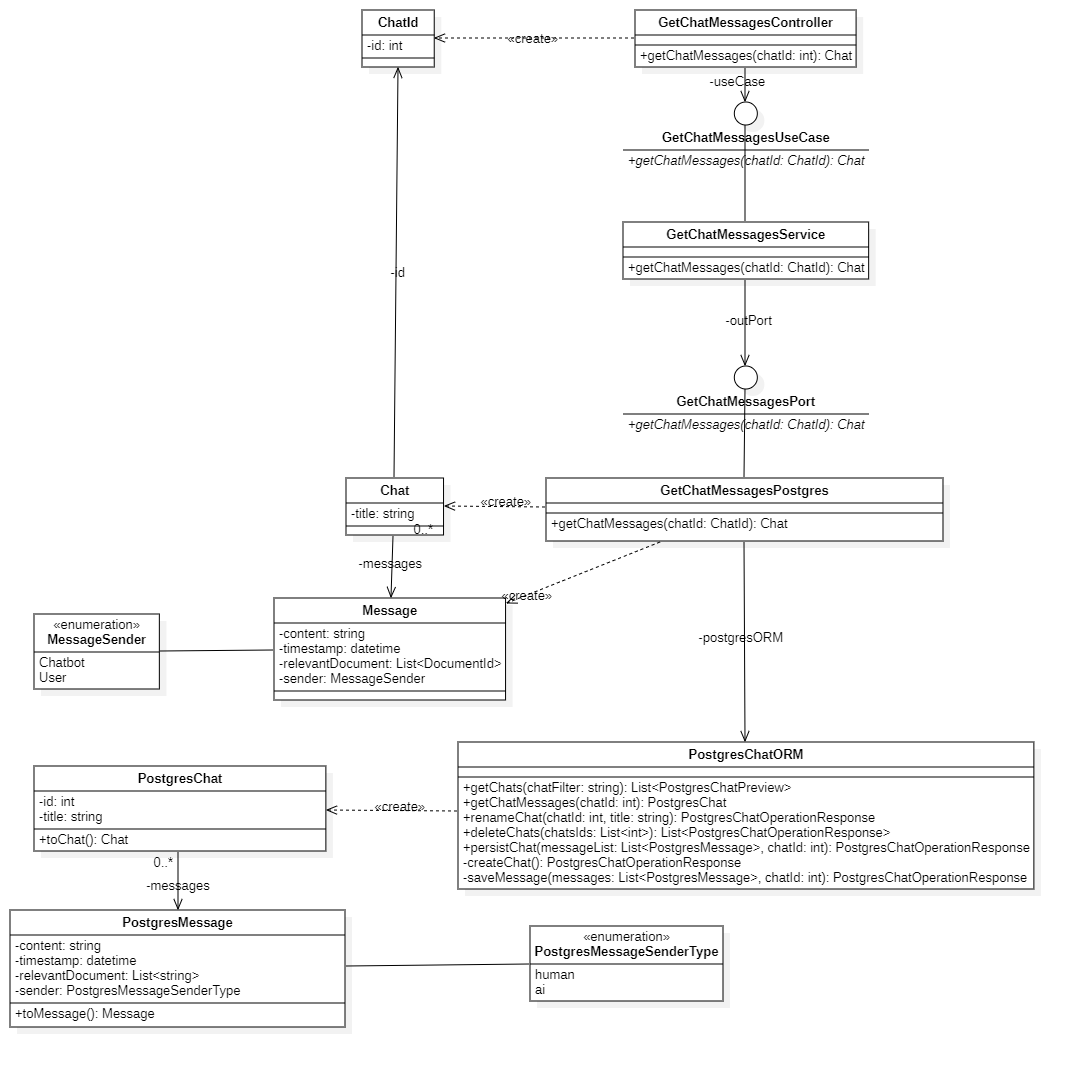 ChatId
-id: int
GetChatMessagesController
+getChatMessages(chatId: int): Chat
«create»
-useCase
GetChatMessagesUseCase
+getChatMessages(chatId: ChatId): Chat
GetChatMessagesService
+getChatMessages(chatId: ChatId): Chat
-id
-outPort
GetChatMessagesPort
+getChatMessages(chatId: ChatId): Chat
Chat
-title: string
0..*
«create»
GetChatMessagesPostgres
+getChatMessages(chatId: ChatId): Chat
-messages
«create»
Message
-content: string
-timestamp: datetime
-relevantDocument: List<DocumentId>
-sender: MessageSender
«enumeration»
MessageSender
Chatbot
User
-postgresORM
PostgresChatORM
+getChats(chatFilter: string): List<PostgresChatPreview>
+getChatMessages(chatId: int): PostgresChat
+renameChat(chatId: int, title: string): PostgresChatOperationResponse
+deleteChats(chatsIds: List<int>): List<PostgresChatOperationResponse>
+persistChat(messageList: List<PostgresMessage>, chatId: int): PostgresChatOperationResponse
-createChat(): PostgresChatOperationResponse
-saveMessage(messages: List<PostgresMessage>, chatId: int): PostgresChatOperationResponse
«create»
PostgresChat
-id: int
-title: string
+toChat(): Chat
0..*
-messages
PostgresMessage
-content: string
-timestamp: datetime
-relevantDocument: List<string>
-sender: PostgresMessageSenderType
+toMessage(): Message
«enumeration»
PostgresMessageSenderType
human
ai